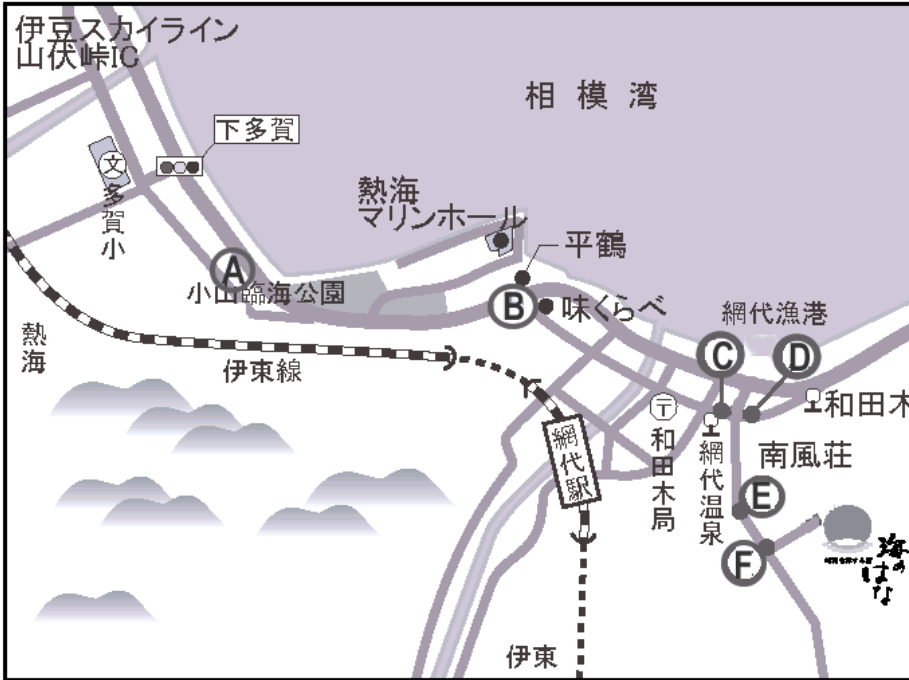 伊豆スカイライン
山伏峠IC
相模湾
下多賀
文
多賀小
熱海
マリンホール
平鶴
A
小山臨海公園
B
味くらべ
網代漁港
C
D
熱海
伊東線
〒
和田木局
網代駅
網代温泉
和田木
南風荘
E
F
海のはな
伊東